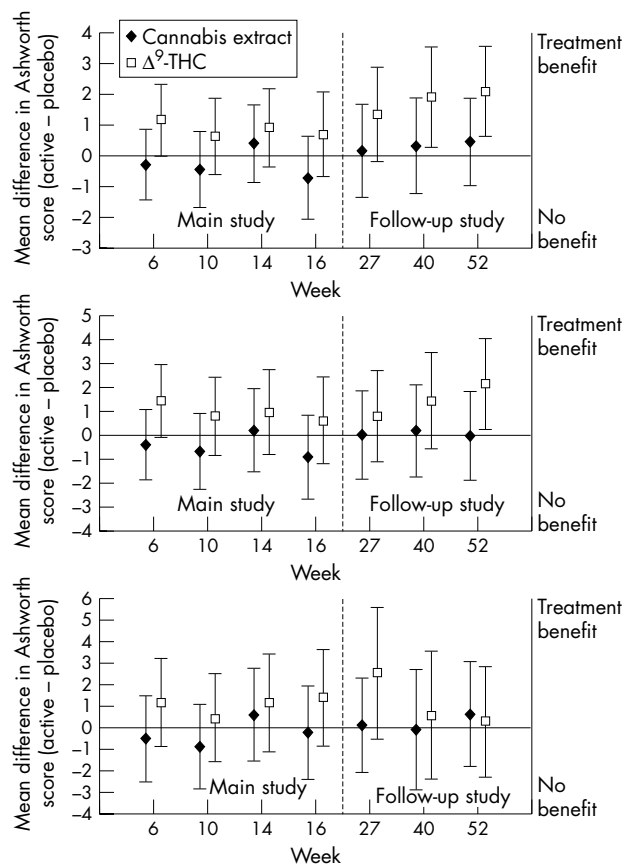 Mean difference in Ashworth
score (active – placebo)
4
3
2
1
0
–1
–2
–3
◆ Cannabis extract
□ Δ⁹-THC
Treatment
benefit
Main study
Follow-up study
No
benefit
6 10 14 16 27 40 52
Week
Mean difference in Ashworth
score (active – placebo)
5
4
3
2
1
0
–1
–2
–3
–4
Treatment
benefit
Main study
Follow-up study
No
benefit
6 10 14 16 27 40 52
Week
Mean difference in Ashworth
score (active – placebo)
6
5
4
3
2
1
0
–1
–2
–3
–4
Treatment
benefit
Main study
Follow-up study
No
benefit
6 10 14 16 27 40 52
Week